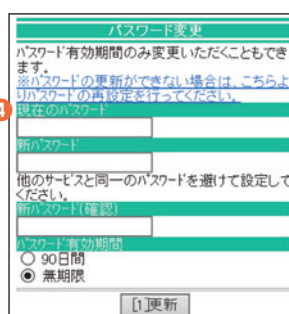 パスワード変更
パスワード有効期間のみ変更いただくこともでき
ます。
※パスワードの更新ができない場合は、こちらよ
りパスワードの再設定を行ってください。
4
現在のパスワード
新パスワード
他のサービスと同一のパスワードを避けて設定して
ください。
新パスワード(確認)
パスワード有効期間
90日間
無期限
[1]更新